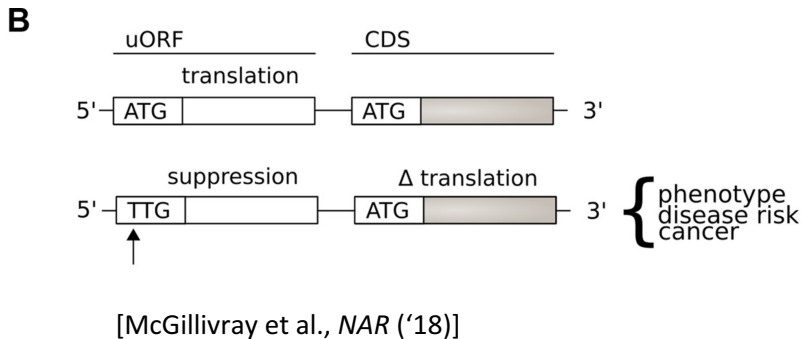 B
uORF CDS
translation
5' ATG ATG 3'
suppression Δ translation
5' TTG ATG 3'
{ phenotype
disease risk
cancer
[McGillivray et al., NAR (‘18)]